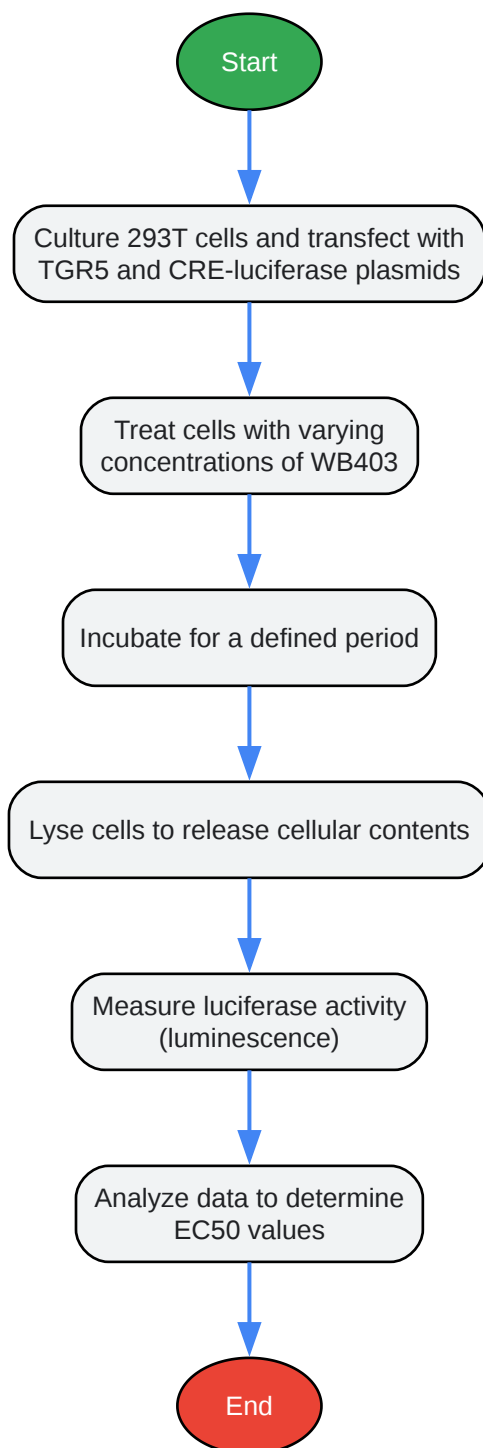 Start
Culture 293T cells and transfect with
TGR5 and CRE-luciferase plasmids
Treat cells with varying
concentrations of WB403
Incubate for a defined period
Lyse cells to release cellular contents
Measure luciferase activity
(luminescence)
Analyze data to determine
EC50 values
End